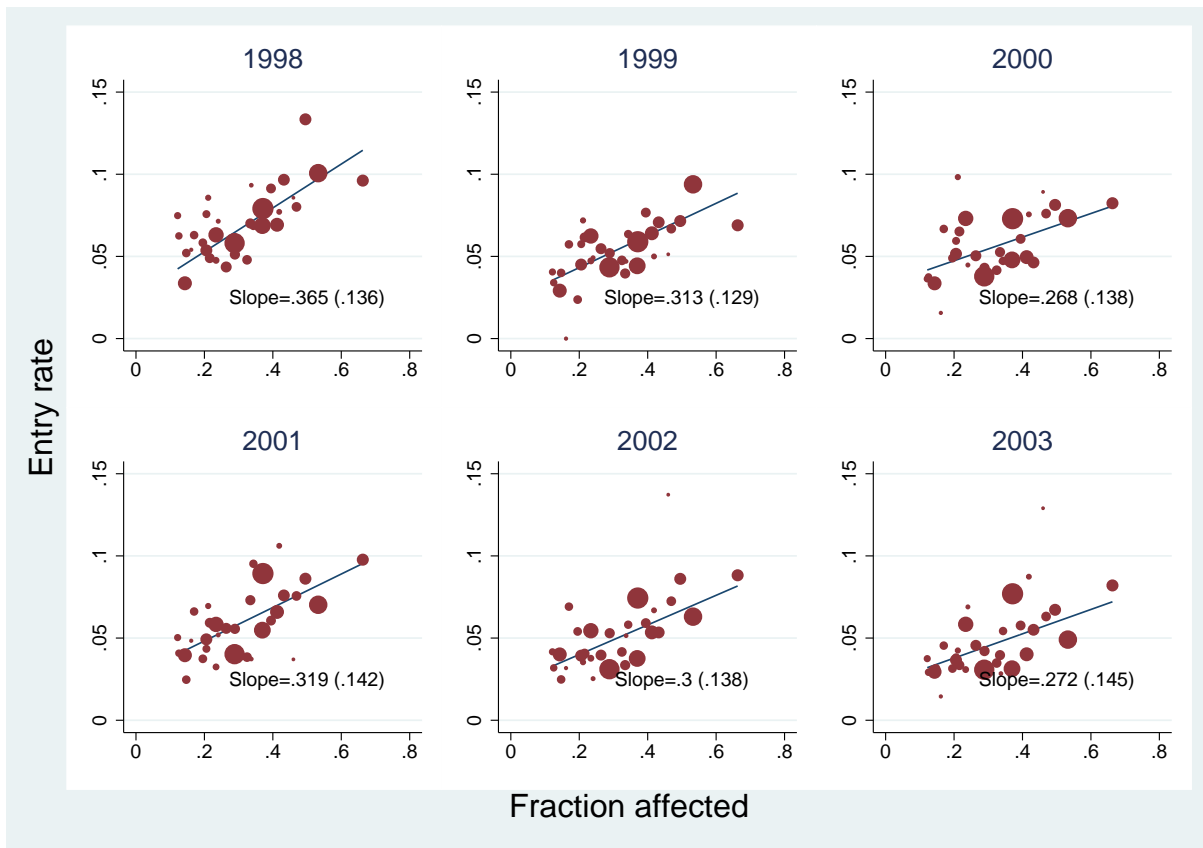 1998
1999
2000
.15
.1
.05
0
Slope=.365 (.136)
0 .2 .4 .6 .8
.15
.1
.05
0
Slope=.313 (.129)
0 .2 .4 .6 .8
.15
.1
.05
0
Slope=.268 (.138)
0 .2 .4 .6 .8
Entry rate
2001
2002
2003
.15
.1
.05
0
Slope=.319 (.142)
0 .2 .4 .6 .8
.15
.1
.05
0
Slope=.3 (.138)
0 .2 .4 .6 .8
.15
.1
.05
0
Slope=.272 (.145)
0 .2 .4 .6 .8
Fraction affected